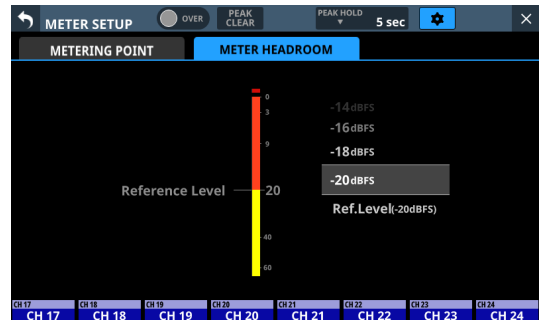 METER SETUP
OVER
PEAK CLEAR
PEAK HOLD
5 sec
METERING POINT
METER HEADROOM
0
3
9
Reference Level
20
40
60
-14dBFS
-16dBFS
-18dBFS
-20dBFS
Ref.Level(-20dBFS)
CH 17 CH 18 CH 19 CH 20 CH 21 CH 22 CH 23 CH 24
CH 17 CH 18 CH 19 CH 20 CH 21 CH 22 CH 23 CH 24